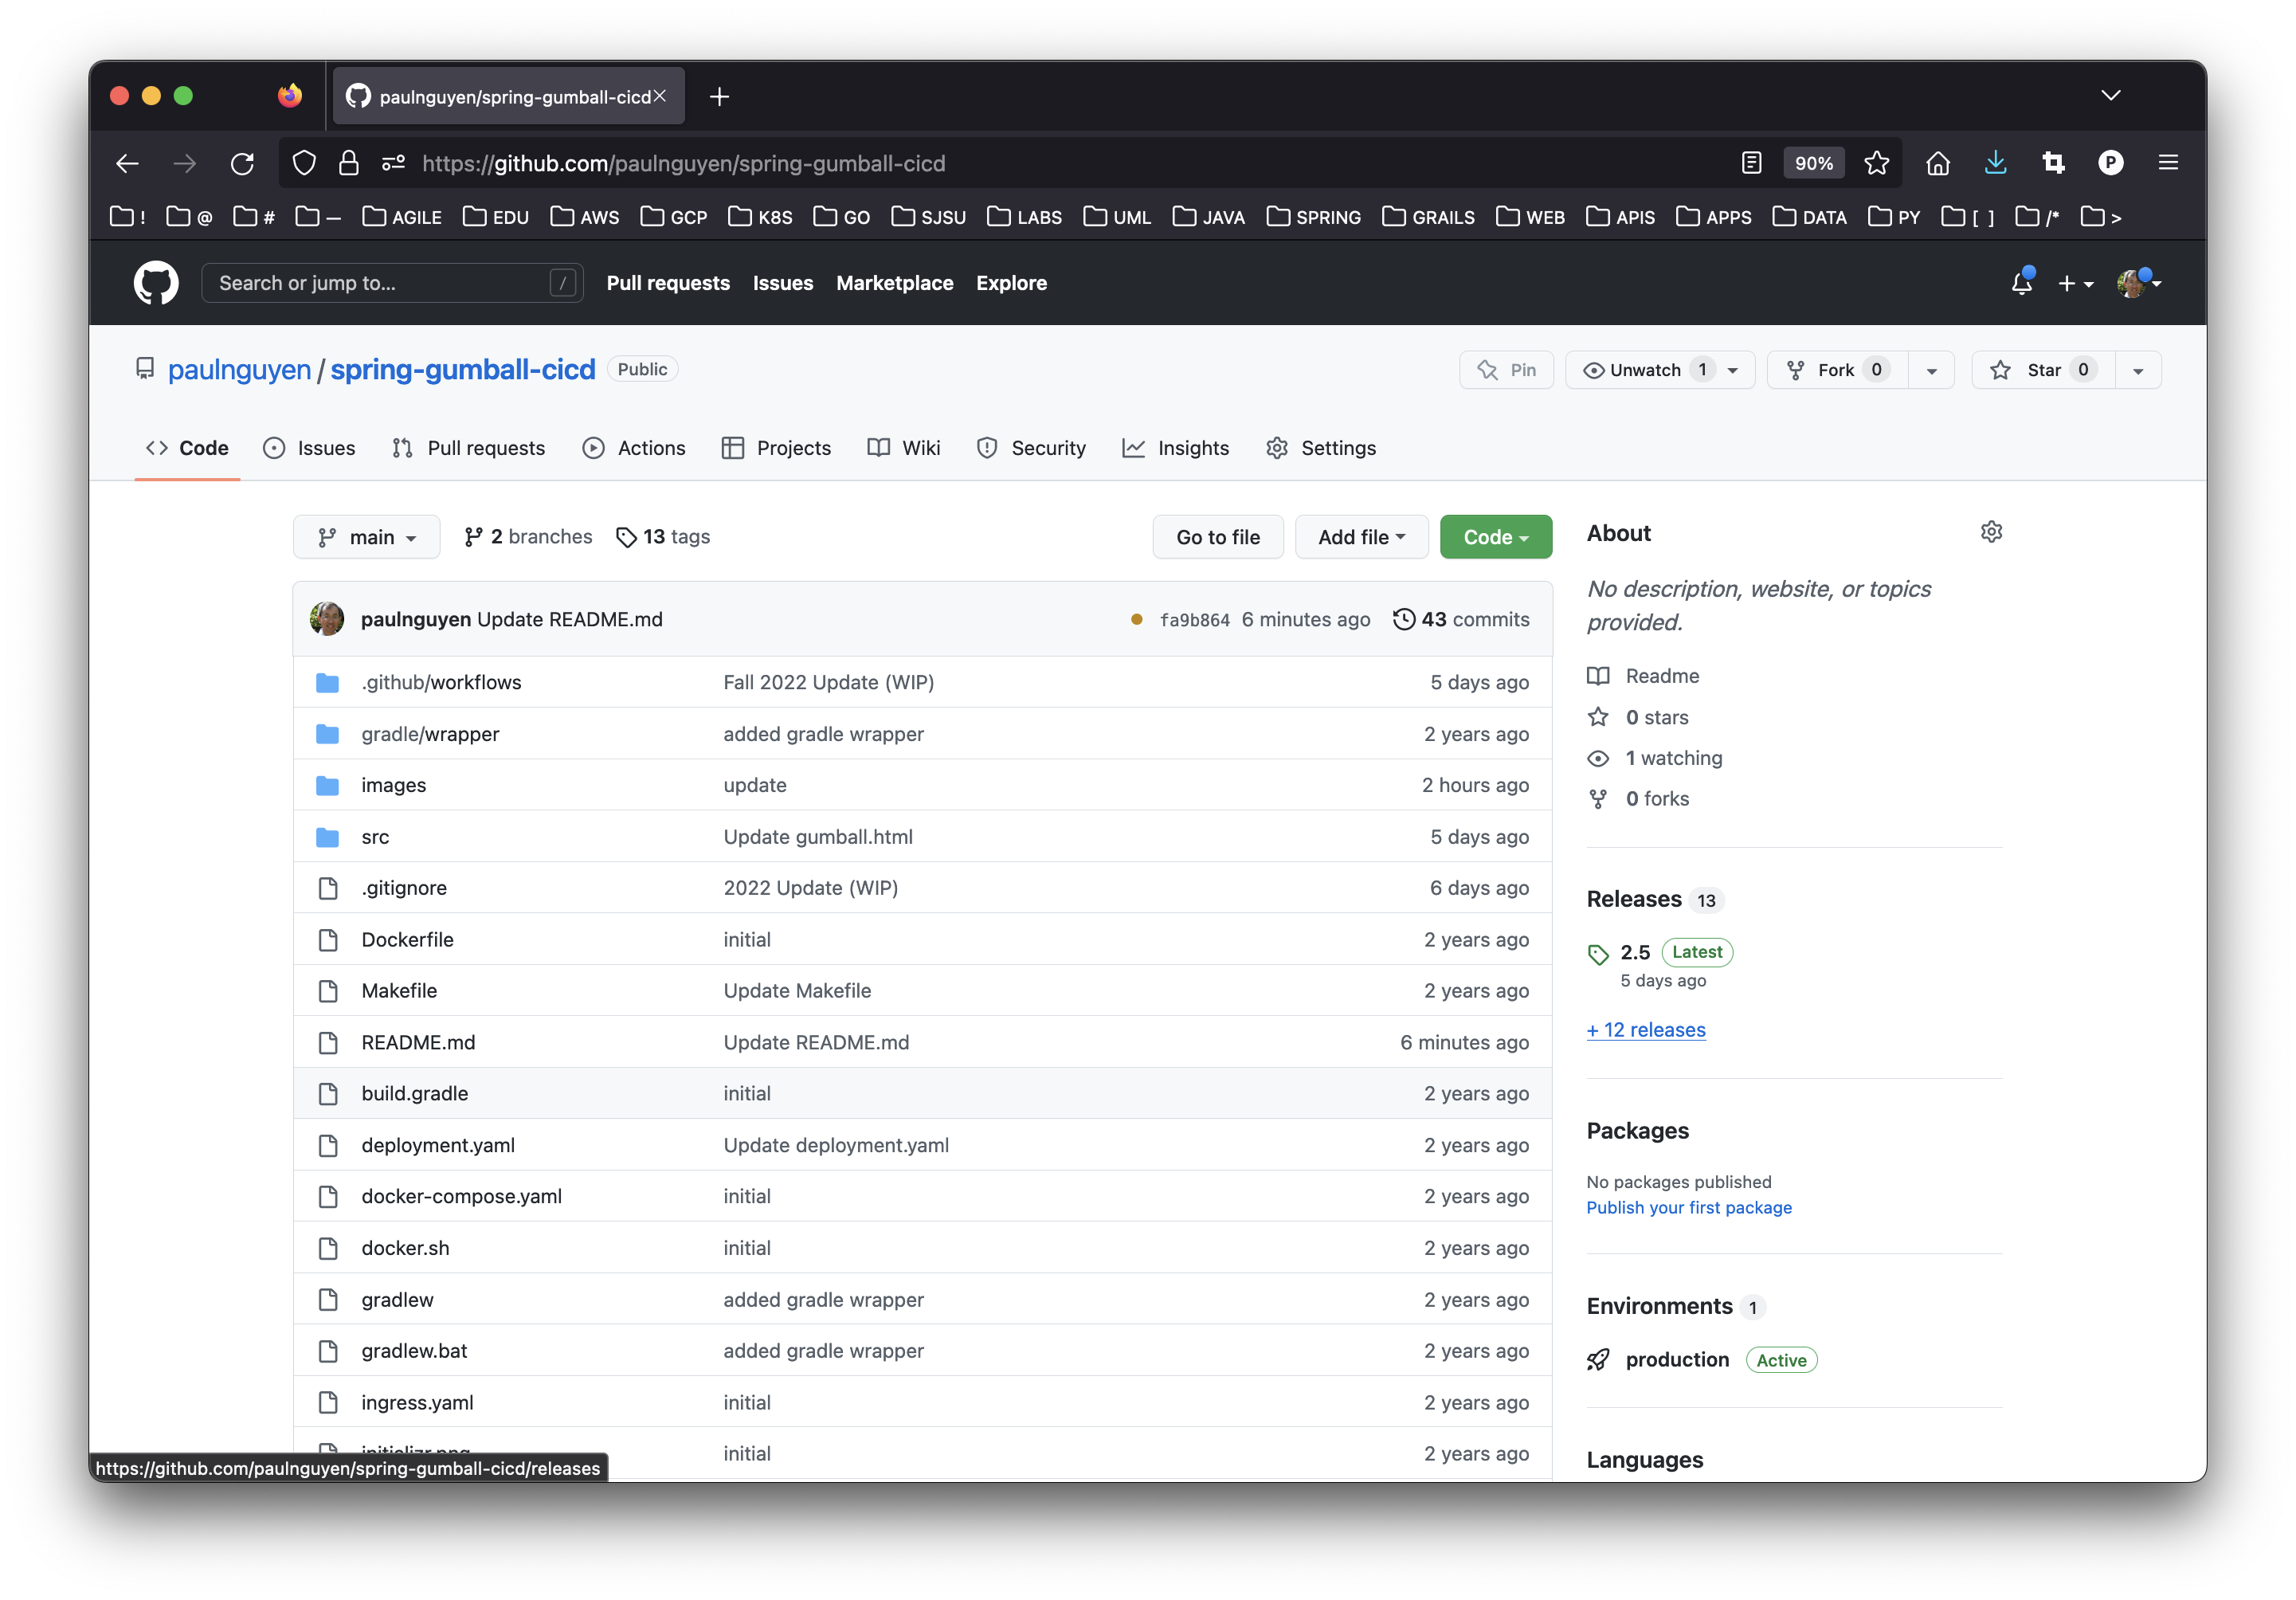 paulnguyen/spring-gumball-cicd
https://github.com/paulnguyen/spring-gumball-cicd 90% P
! @ # — AGILE EDU AWS GCP K8S GO SJSU LABS UML JAVA SPRING GRAILS WEB APIS APPS DATA PY [ ] /* >
Search or jump to... / Pull requests Issues Marketplace Explore
paulnguyen / spring-gumball-cicd Public Pin Unwatch 1 Fork 0 Star 0
Code Issues Pull requests Actions Projects Wiki Security Insights Settings
main 2 branches 13 tags Go to file Add file Code
paulnguyen Update README.md fa9b864 6 minutes ago 43 commits
.github/workflows Fall 2022 Update (WIP) 5 days ago
gradle/wrapper added gradle wrapper 2 years ago
images update 2 hours ago
src Update gumball.html 5 days ago
.gitignore 2022 Update (WIP) 6 days ago
Dockerfile initial 2 years ago
Makefile Update Makefile 2 years ago
README.md Update README.md 6 minutes ago
build.gradle initial 2 years ago
deployment.yaml Update deployment.yaml 2 years ago
docker-compose.yaml initial 2 years ago
docker.sh initial 2 years ago
gradlew added gradle wrapper 2 years ago
gradlew.bat added gradle wrapper 2 years ago
ingress.yaml initial 2 years ago
initializr.png initial 2 years ago
About
No description, website, or topics
provided.
Readme
0 stars
1 watching
0 forks
Releases 13
2.5 Latest
5 days ago
+ 12 releases
Packages
No packages published
Publish your first package
Environments 1
production Active
Languages
https://github.com/paulnguyen/spring-gumball-cicd/releases